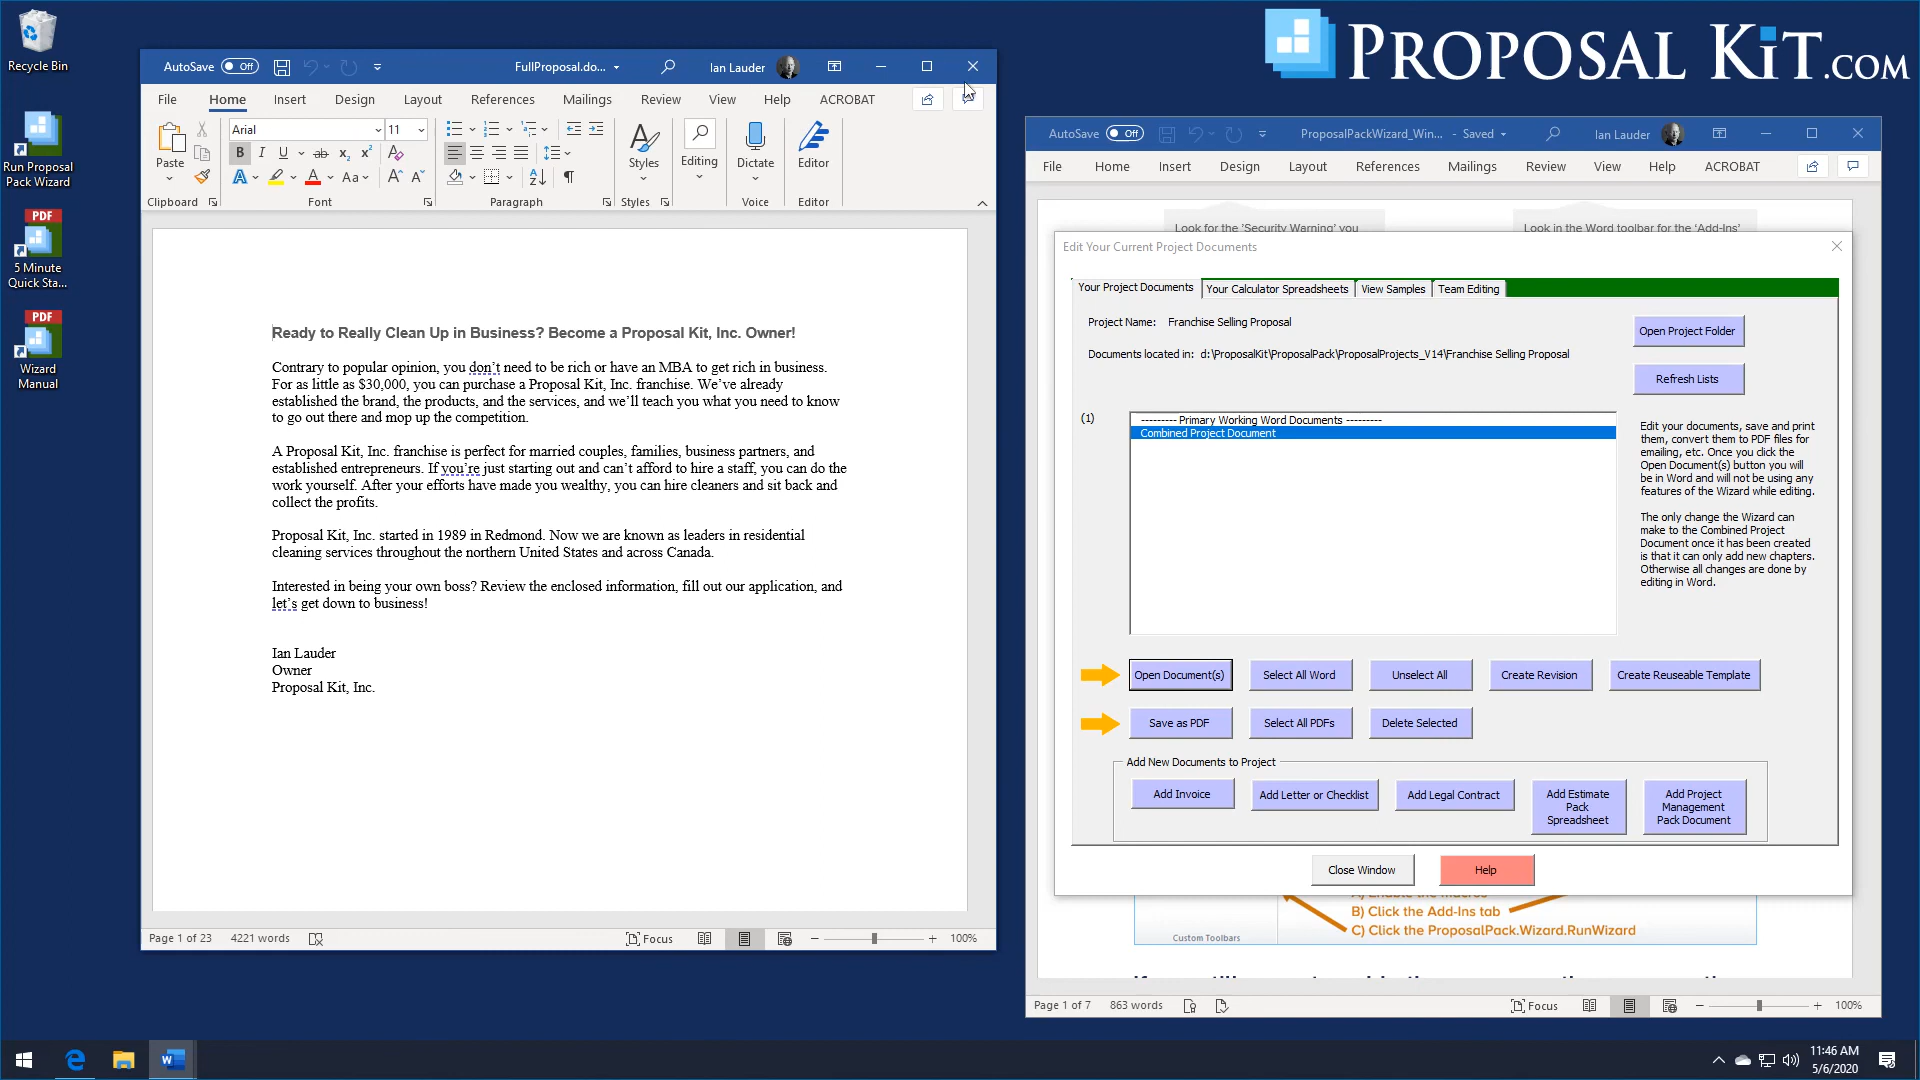 Recycle Bin
Run Proposal
Pack Wizard
PDF
5 Minute
Quick Sta...
PDF
Wizard
Manual
PROPOSAL KIT.COM
AutoSave Off FullProposal.do... Ian Lauder
File Home Insert Design Layout References Mailings Review View Help ACROBAT
Arial 11
Paste Styles Editing Dictate Editor
Clipboard Font Paragraph Styles Voice Editor
Ready to Really Clean Up in Business? Become a Proposal Kit, Inc. Owner!
Contrary to popular opinion, you don't need to be rich or have an MBA to get rich in business.
For as little as $30,000, you can purchase a Proposal Kit, Inc. franchise. We've already
established the brand, the products, and the services, and we'll teach you what you need to know
to go out there and mop up the competition.
A Proposal Kit, Inc. franchise is perfect for married couples, families, business partners, and
established entrepreneurs. If you're just starting out and can't afford to hire a staff, you can do the
work yourself. After your efforts have made you wealthy, you can hire cleaners and sit back and
collect the profits.
Proposal Kit, Inc. started in 1989 in Redmond. Now we are known as leaders in residential
cleaning services throughout the northern United States and across Canada.
Interested in being your own boss? Review the enclosed information, fill out our application, and
let's get down to business!
Ian Lauder
Owner
Proposal Kit, Inc.
Page 1 of 23 4221 words Focus 100%
AutoSave Off ProposalPackWizard_Win... - Saved Ian Lauder
File Home Insert Design Layout References Mailings Review View Help ACROBAT
Look for the 'Security Warning' you Look in the Word toolbar for the 'Add-Ins'
Edit Your Current Project Documents
Your Project Documents Your Calculator Spreadsheets View Samples Team Editing
Project Name: Franchise Selling Proposal
Open Project Folder
Documents located in: d:\ProposalKit\ProposalPack\ProposalProjects_V14\Franchise Selling Proposal
Refresh Lists
(1)
--------- Primary Working Word Documents ---------
Combined Project Document
Edit your documents, save and print
them, convert them to PDF files for
emailing, etc. Once you click the
Open Document(s) button you will
be in Word and will not be using any
features of the Wizard while editing.
The only change the Wizard can
make to the Combined Project
Document once it has been created
is that it can only add new chapters.
Otherwise all changes are done by
editing in Word.
Open Document(s) Select All Word Unselect All Create Revision Create Reuseable Template
Save as PDF Select All PDFs Delete Selected
Add New Documents to Project
Add Invoice Add Letter or Checklist Add Legal Contract
Add Estimate
Pack
Spreadsheet
Add Project
Management
Pack Document
Close Window Help
B) Click the Add-Ins tab
C) Click the ProposalPack.Wizard.RunWizard
Custom Toolbars
Page 1 of 7 863 words Focus 100%
11:46 AM
5/6/2020